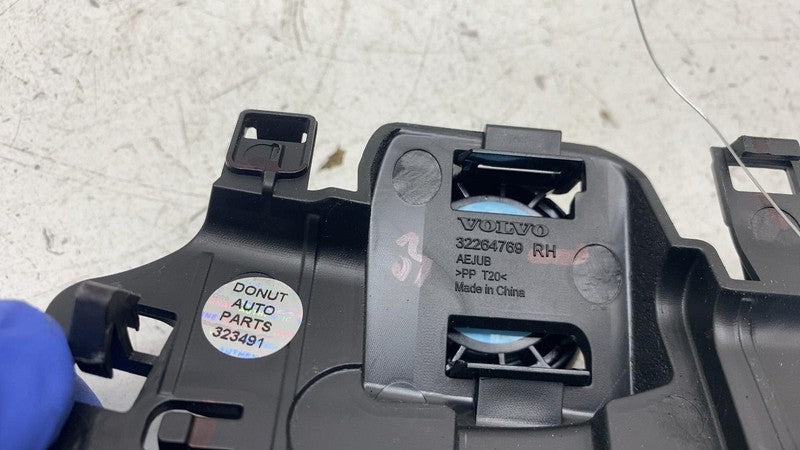 VOLVO
32264769 RH
AEJUB
>PP T20<
Made in China
DONUT
AUTO
PARTS
323491